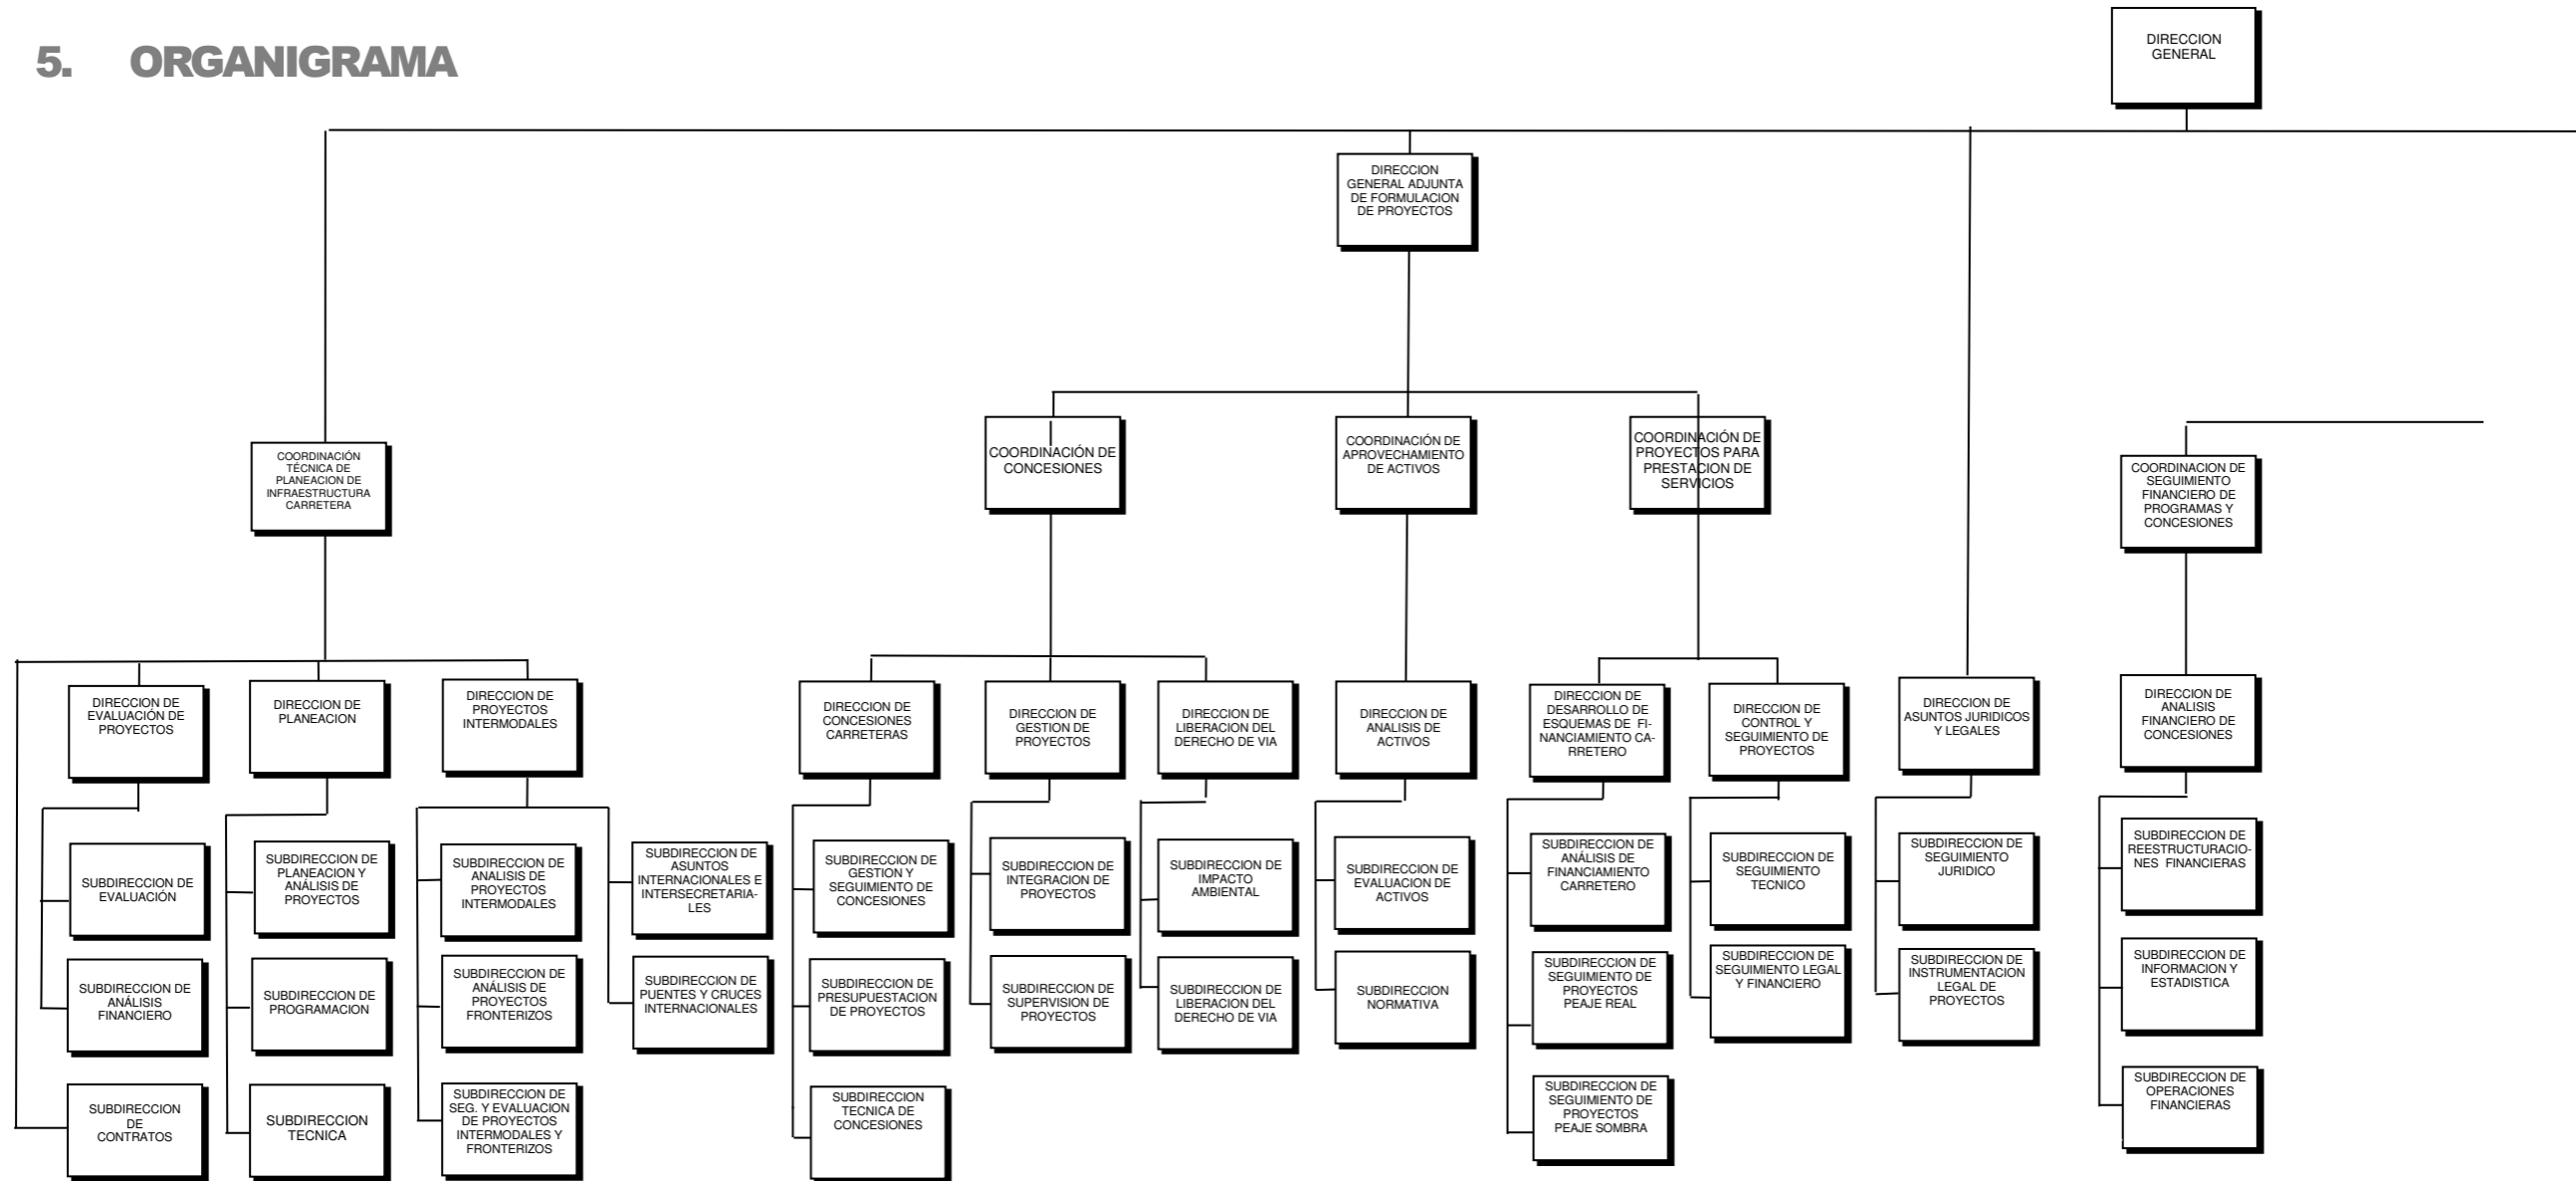 5. ORGANIGRAMA
DIRECCION
GENERAL
DIRECCION
GENERAL ADJUNTA
DE FORMULACION
DE PROYECTOS
COORDINACIÓN
TÉCNICA DE
PLANEACION DE
INFRAESTRUCTURA
CARRETERA
COORDINACIÓN DE
CONCESIONES
COORDINACIÓN DE
APROVECHAMIENTO
DE ACTIVOS
COORDINACIÓN DE
PROYECTOS PARA
PRESTACION DE
SERVICIOS
COORDINACION DE
SEGUIMIENTO
FINANCIERO DE
PROGRAMAS Y
CONCESIONES
DIRECCION DE
EVALUACIÓN DE
PROYECTOS
DIRECCION DE
PLANEACION
DIRECCION DE
PROYECTOS
INTERMODALES
DIRECCION DE
CONCESIONES
CARRETERAS
DIRECCION DE
GESTION DE
PROYECTOS
DIRECCION DE
LIBERACION DEL
DERECHO DE VIA
DIRECCION DE
ANALISIS DE
ACTIVOS
DIRECCION DE
DESARROLLO DE
ESQUEMAS DE FI-
NANCIAMIENTO CA-
RRETERO
DIRECCION DE
CONTROL Y
SEGUIMIENTO DE
PROYECTOS
DIRECCION DE
ASUNTOS JURIDICOS
Y LEGALES
DIRECCION DE
ANALISIS
FINANCIERO DE
CONCESIONES
SUBDIRECCION DE
EVALUACIÓN
SUBDIRECCION DE
PLANEACION Y
ANÁLISIS DE
PROYECTOS
SUBDIRECCION DE
ANALISIS DE
PROYECTOS
INTERMODALES
SUBDIRECCION DE
ASUNTOS
INTERNACIONALES E
INTERSECRETARIA-
LES
SUBDIRECCION DE
GESTION Y
SEGUIMIENTO DE
CONCESIONES
SUBDIRECCION DE
INTEGRACION DE
PROYECTOS
SUBDIRECCION DE
IMPACTO
AMBIENTAL
SUBDIRECCION DE
EVALUACION DE
ACTIVOS
SUBDIRECCION DE
ANÁLISIS DE
FINANCIAMIENTO
CARRETERO
SUBDIRECCION DE
SEGUIMIENTO
TECNICO
SUBDIRECCION DE
SEGUIMIENTO
JURIDICO
SUBDIRECCION DE
REESTRUCTURACIO-
NES FINANCIERAS
SUBDIRECCION DE
ANÁLISIS
FINANCIERO
SUBDIRECCION DE
PROGRAMACION
SUBDIRECCION DE
ANÁLISIS DE
PROYECTOS
FRONTERIZOS
SUBDIRECCION DE
PUENTES Y CRUCES
INTERNACIONALES
SUBDIRECCION DE
PRESUPUESTACION
DE PROYECTOS
SUBDIRECCION DE
SUPERVISION DE
PROYECTOS
SUBDIRECCION DE
LIBERACION DEL
DERECHO DE VIA
SUBDIRECCION
NORMATIVA
SUBDIRECCION DE
SEGUIMIENTO DE
PROYECTOS
PEAJE REAL
SUBDIRECCION DE
SEGUIMIENTO LEGAL
Y FINANCIERO
SUBDIRECCION DE
INSTRUMENTACION
LEGAL DE
PROYECTOS
SUBDIRECCION DE
INFORMACION Y
ESTADISTICA
SUBDIRECCION
DE
CONTRATOS
SUBDIRECCION
TECNICA
SUBDIRECCION DE
SEG. Y EVALUACION
DE PROYECTOS
INTERMODALES Y
FRONTERIZOS
SUBDIRECCION
TECNICA DE
CONCESIONES
SUBDIRECCION DE
SEGUIMIENTO DE
PROYECTOS
PEAJE SOMBRA
SUBDIRECCION DE
OPERACIONES
FINANCIERAS